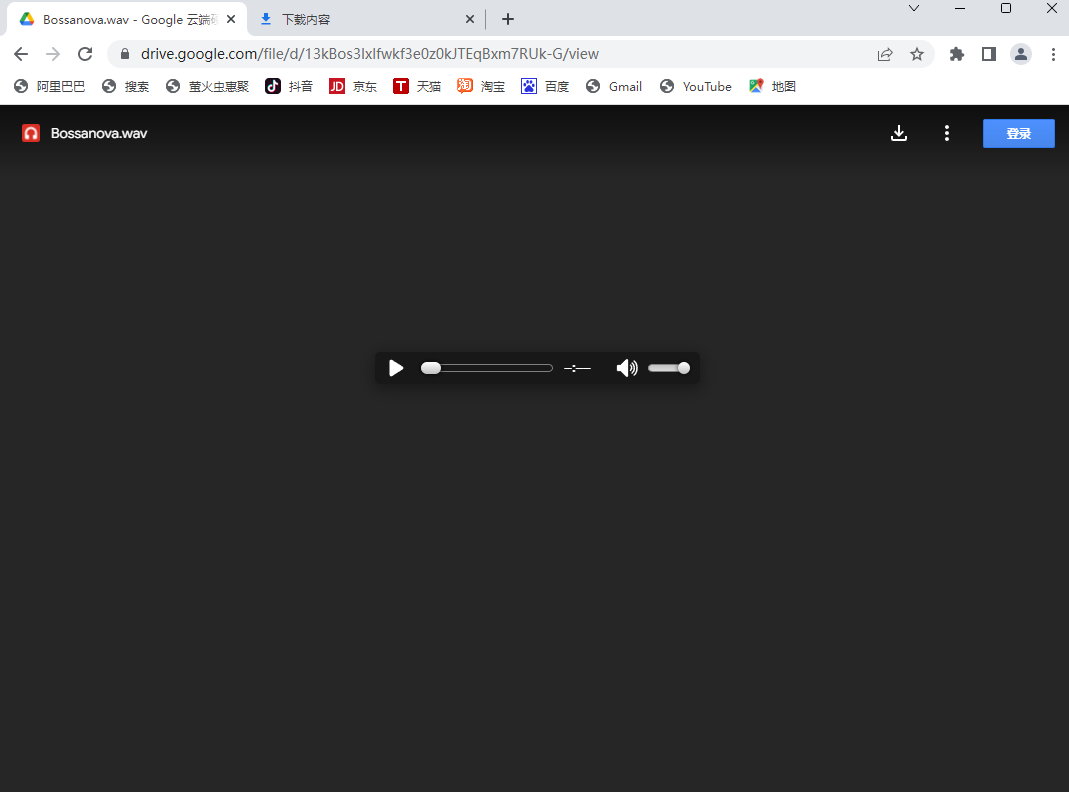 Bossanova.wav - Google 云端硬
下载内容
drive.google.com/file/d/13kBos3lxlfwkf3e0z0kJTEqBxm7RUk-G/view
阿里巴巴 搜索 萤火虫惠聚 抖音 JD 京东 T 天猫 淘 淘宝 百度 Gmail YouTube 地图
Bossanova.wav
登录
-:--